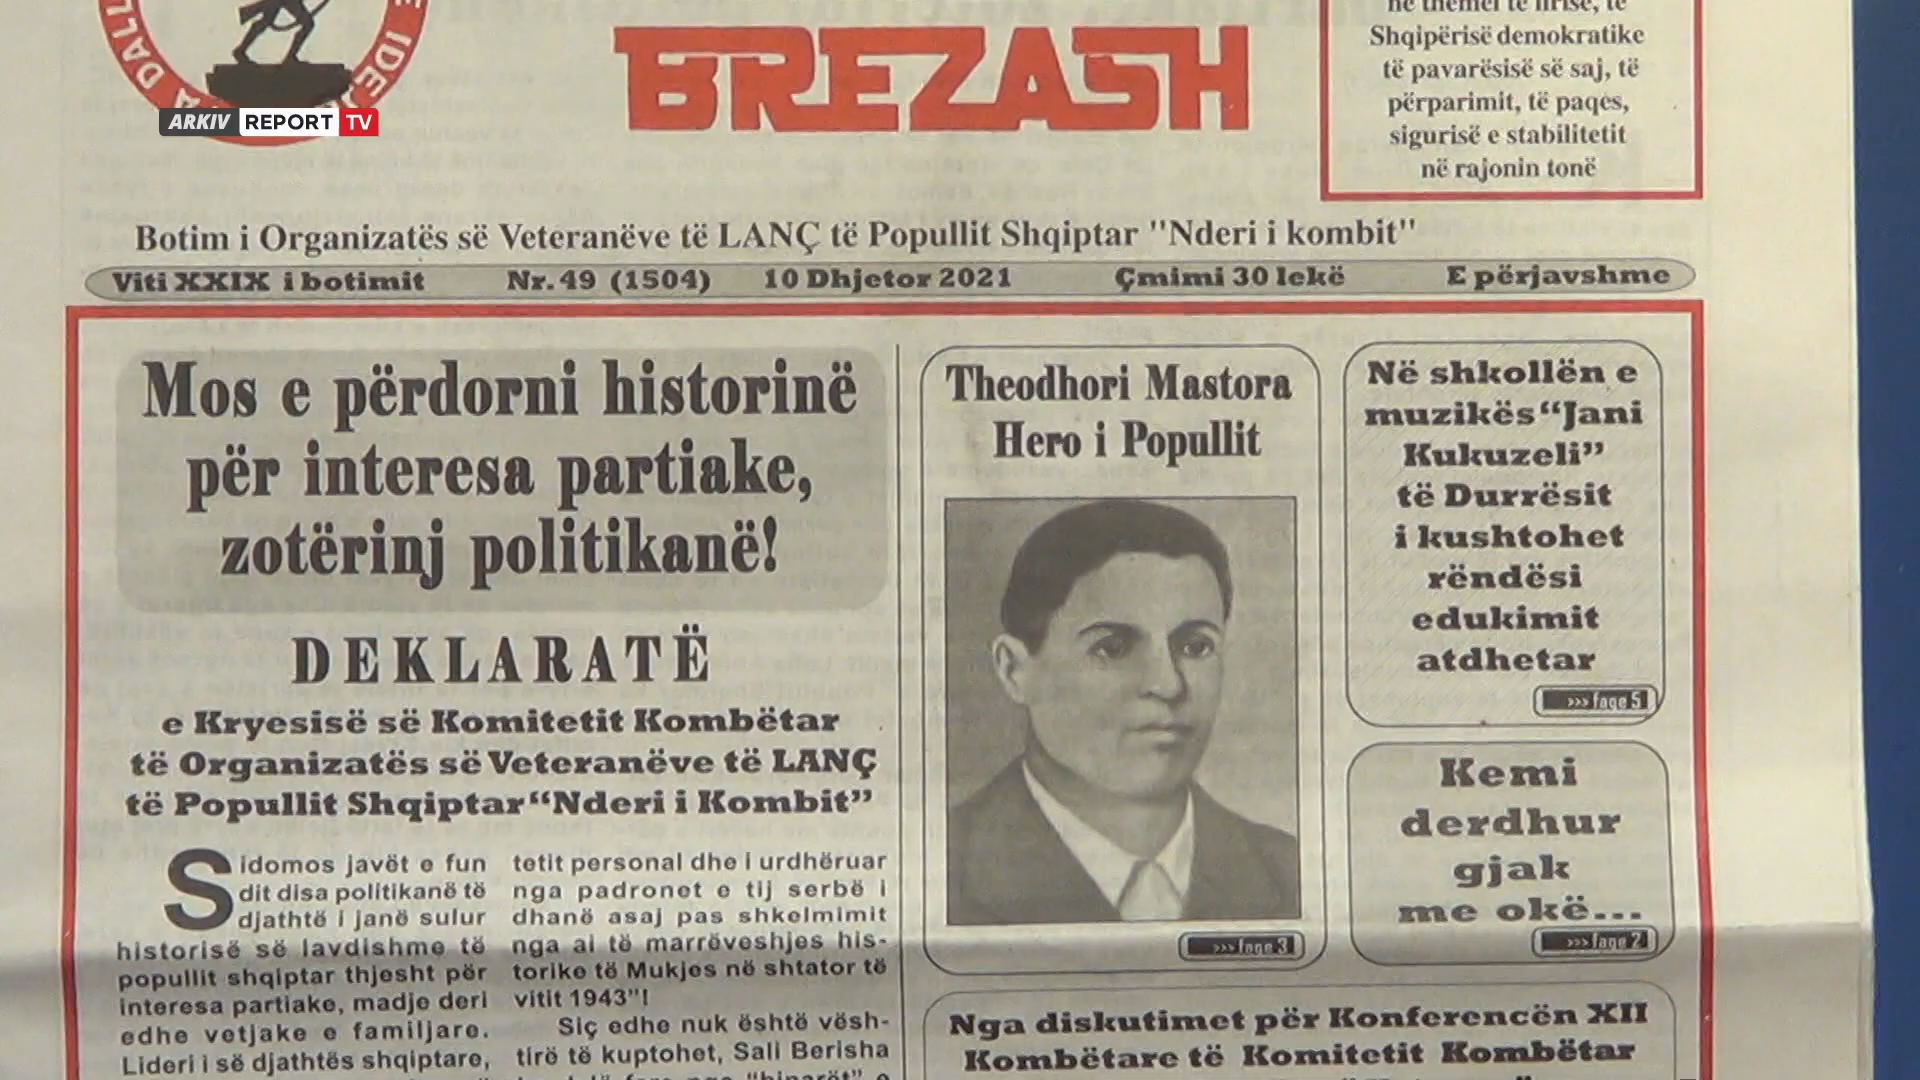 A DALL
E IDE
ARKIV REPORT TV
BREZASH
në themel të lirisë, të
Shqipërisë demokratike
të pavarësisë së saj, të
përparimit, të paqes,
sigurisë e stabilitetit
në rajonin tonë
Botim i Organizatës së Veteranëve të LANÇ të Popullit Shqiptar "Nderi i kombit"
Viti XXIX i botimit Nr. 49 (1504) 10 Dhjetor 2021 Çmimi 30 lekë E përjavshme
Mos e përdorni historinë
për interesa partiake,
zotërinj politikanë!
DEKLARATË
e Kryesisë së Komitetit Kombëtar
të Organizatës së Veteranëve të LANÇ
të Popullit Shqiptar “Nderi i Kombit”
Sidomos javët e fun
dit disa politikanë të
djathtë i janë sulur
historisë së lavdishme të
popullit shqiptar thjesht për
interesa partiake, madje deri
edhe vetjake e familjare.
Lideri i së djathtës shqiptare,
tetit personal dhe i urdhëruar
nga padronet e tij serbë i
dhanë asaj pas shkelmimit
nga ai të marrëveshjes his-
torike të Mukjes në shtator të
vitit 1943"!
Siç edhe nuk është vësh-
tirë të kuptohet, Sali Berisha
Theodhori Mastora
Hero i Popullit
>>> faqe 3
Në shkollën e
muzikës “Jani
Kukuzeli”
të Durrësit
i kushtohet
rëndësi
edukimit
atdhetar
>>> faqe 5
Kemi
derdhur
gjak
me okë...
>>> faqe 2
Nga diskutimet për Konferencën XII
Kombëtare të Komitetit Kombëtar